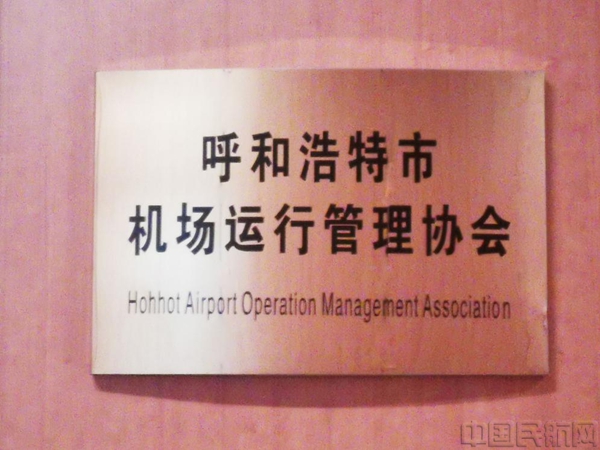 呼和浩特市
机场运行管理协会
Hohhot Airport Operation Management Association
中国民航网